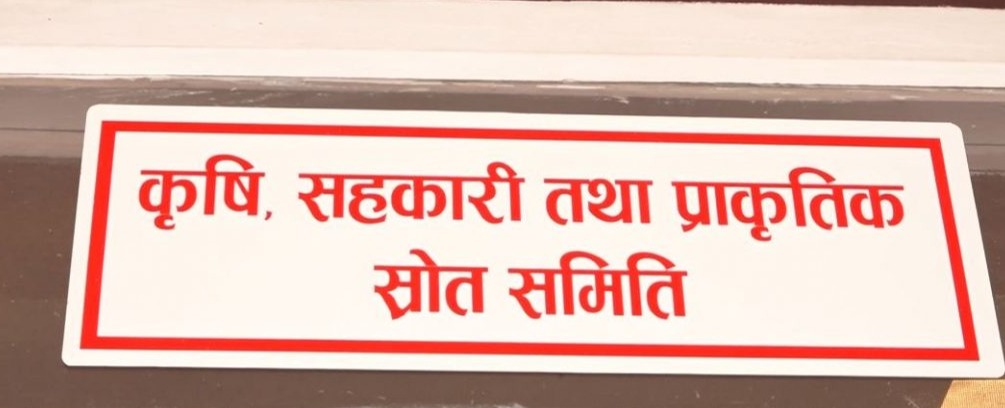 कृषि, सहकारी तथा प्राकृतिक
स्रोत समिति